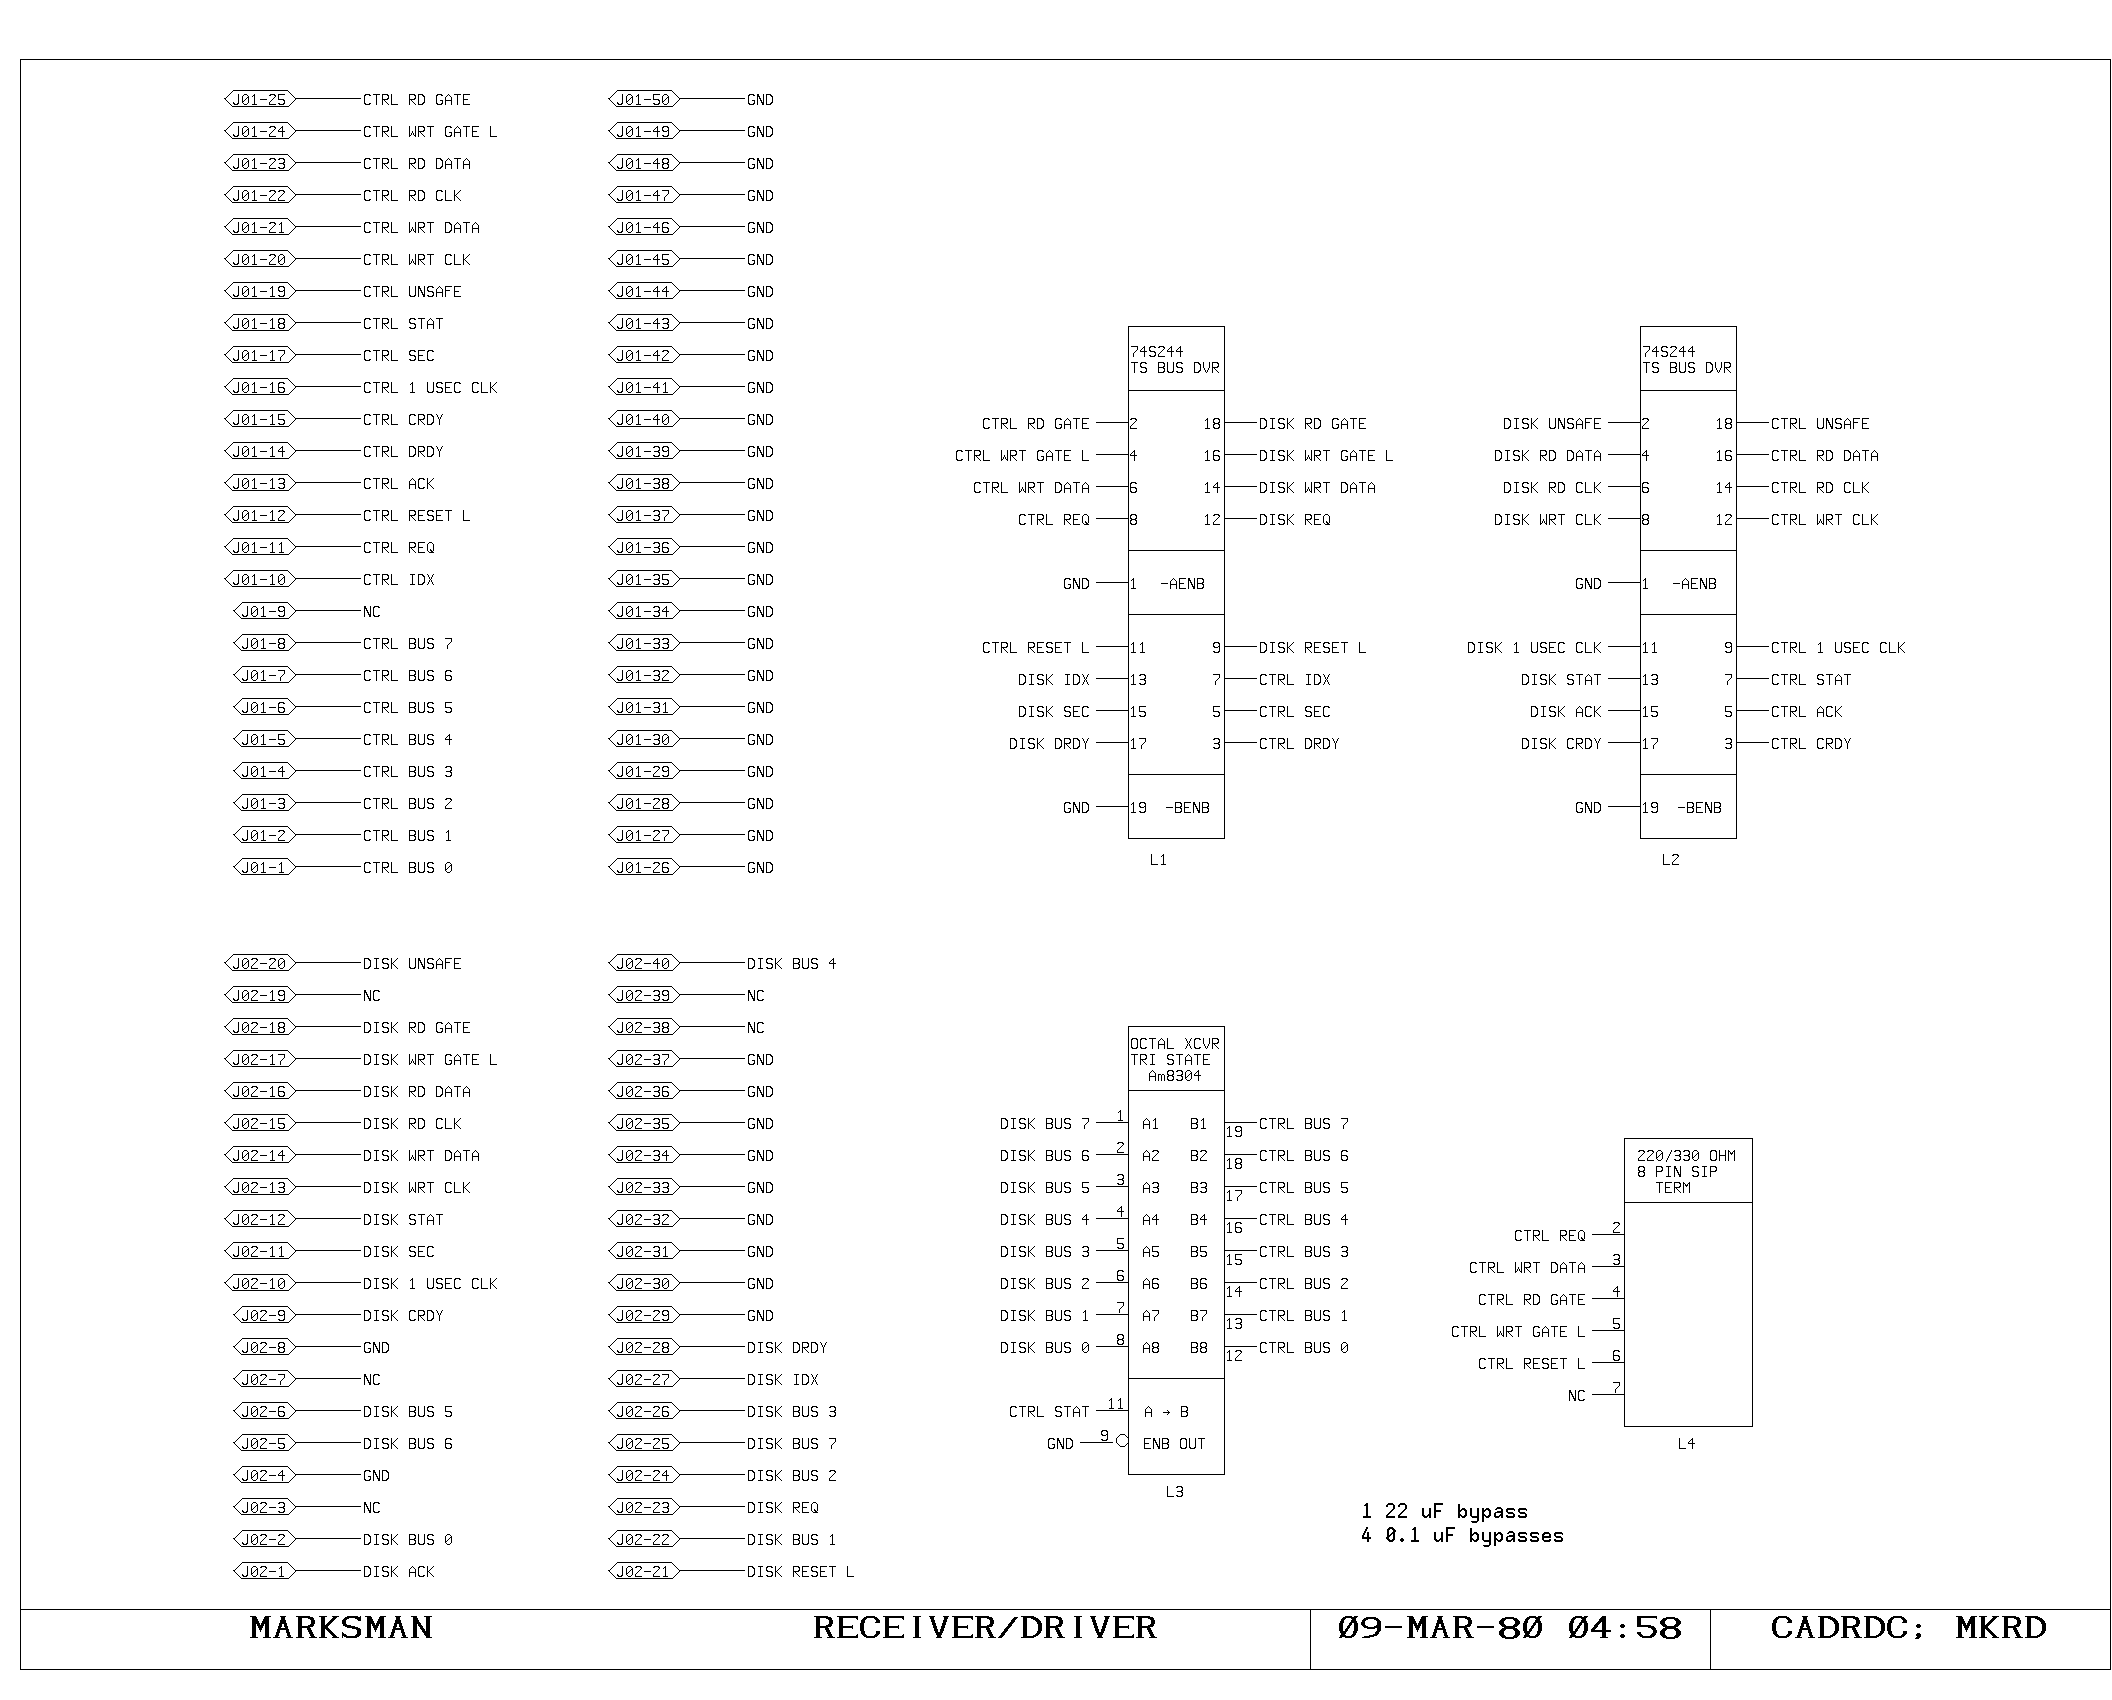 J01-25 CTRL RD GATE
J01-24 CTRL WRT GATE L
J01-23 CTRL RD DATA
J01-22 CTRL RD CLK
J01-21 CTRL WRT DATA
J01-20 CTRL WRT CLK
J01-19 CTRL UNSAFE
J01-18 CTRL STAT
J01-17 CTRL SEC
J01-16 CTRL 1 USEC CLK
J01-15 CTRL CRDY
J01-14 CTRL DRDY
J01-13 CTRL ACK
J01-12 CTRL RESET L
J01-11 CTRL REQ
J01-10 CTRL IDX
J01-9 NC
J01-8 CTRL BUS 7
J01-7 CTRL BUS 6
J01-6 CTRL BUS 5
J01-5 CTRL BUS 4
J01-4 CTRL BUS 3
J01-3 CTRL BUS 2
J01-2 CTRL BUS 1
J01-1 CTRL BUS 0
J01-50 GND
J01-49 GND
J01-48 GND
J01-47 GND
J01-46 GND
J01-45 GND
J01-44 GND
J01-43 GND
J01-42 GND
J01-41 GND
J01-40 GND
J01-39 GND
J01-38 GND
J01-37 GND
J01-36 GND
J01-35 GND
J01-34 GND
J01-33 GND
J01-32 GND
J01-31 GND
J01-30 GND
J01-29 GND
J01-28 GND
J01-27 GND
J01-26 GND
74S244
TS BUS DVR
CTRL RD GATE 2 18 DISK RD GATE
CTRL WRT GATE L 4 16 DISK WRT GATE L
CTRL WRT DATA 6 14 DISK WRT DATA
CTRL REQ 8 12 DISK REQ
GND 1 -AENB
CTRL RESET L 11 9 DISK RESET L
DISK IDX 13 7 CTRL IDX
DISK SEC 15 5 CTRL SEC
DISK DRDY 17 3 CTRL DRDY
GND 19 -BENB
L1
74S244
TS BUS DVR
DISK UNSAFE 2 18 CTRL UNSAFE
DISK RD DATA 4 16 CTRL RD DATA
DISK RD CLK 6 14 CTRL RD CLK
DISK WRT CLK 8 12 CTRL WRT CLK
GND 1 -AENB
DISK 1 USEC CLK 11 9 CTRL 1 USEC CLK
DISK STAT 13 7 CTRL STAT
DISK ACK 15 5 CTRL ACK
DISK CRDY 17 3 CTRL CRDY
GND 19 -BENB
L2
J02-20 DISK UNSAFE
J02-19 NC
J02-18 DISK RD GATE
J02-17 DISK WRT GATE L
J02-16 DISK RD DATA
J02-15 DISK RD CLK
J02-14 DISK WRT DATA
J02-13 DISK WRT CLK
J02-12 DISK STAT
J02-11 DISK SEC
J02-10 DISK 1 USEC CLK
J02-9 DISK CRDY
J02-8 GND
J02-7 NC
J02-6 DISK BUS 5
J02-5 DISK BUS 6
J02-4 GND
J02-3 NC
J02-2 DISK BUS 0
J02-1 DISK ACK
J02-40 DISK BUS 4
J02-39 NC
J02-38 NC
J02-37 GND
J02-36 GND
J02-35 GND
J02-34 GND
J02-33 GND
J02-32 GND
J02-31 GND
J02-30 GND
J02-29 GND
J02-28 DISK DRDY
J02-27 DISK IDX
J02-26 DISK BUS 3
J02-25 DISK BUS 7
J02-24 DISK BUS 2
J02-23 DISK REQ
J02-22 DISK BUS 1
J02-21 DISK RESET L
OCTAL XCVR
TRI STATE
Am8304
DISK BUS 7 1 A1 B1 19 CTRL BUS 7
DISK BUS 6 2 A2 B2 18 CTRL BUS 6
DISK BUS 5 3 A3 B3 17 CTRL BUS 5
DISK BUS 4 4 A4 B4 16 CTRL BUS 4
DISK BUS 3 5 A5 B5 15 CTRL BUS 3
DISK BUS 2 6 A6 B6 14 CTRL BUS 2
DISK BUS 1 7 A7 B7 13 CTRL BUS 1
DISK BUS 0 8 A8 B8 12 CTRL BUS 0
CTRL STAT 11 A → B
GND 9 ENB OUT
L3
220/330 OHM
8 PIN SIP
TERM
CTRL REQ 2
CTRL WRT DATA 3
CTRL RD GATE 4
CTRL WRT GATE L 5
CTRL RESET L 6
NC 7
L4
1 22 uF bypass
4 0.1 uF bypasses
MARKSMAN RECEIVER/DRIVER 09-MAR-80 04:58 CADRDC; MKRD